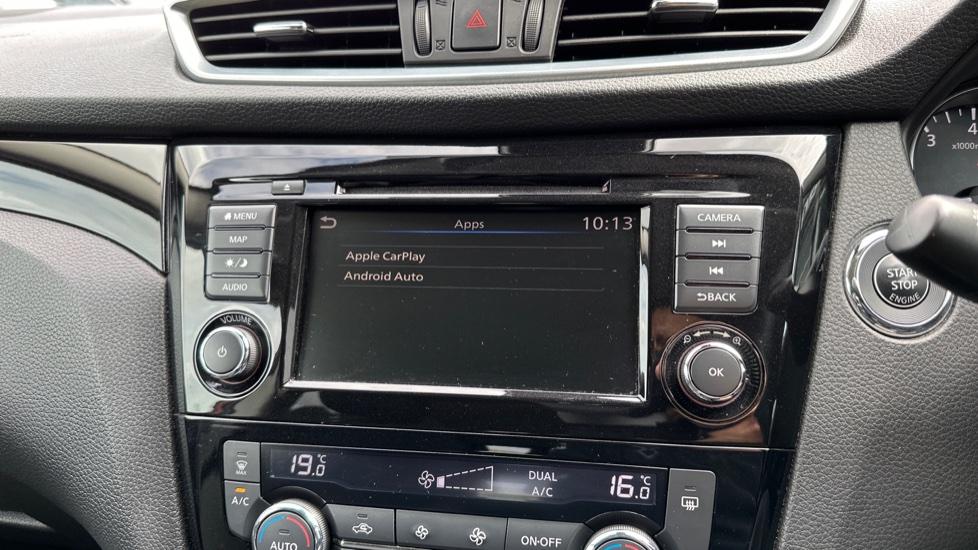 MENU
MAP
AUDIO
VOLUME
Apps 10:13
Apple CarPlay
Android Auto
CAMERA
BACK
OK
3 4
x1000r
START
STOP
ENGINE
MAX
A/C
19.0 °C
DUAL
A/C
16.0 °C
AUTO
ON·OFF